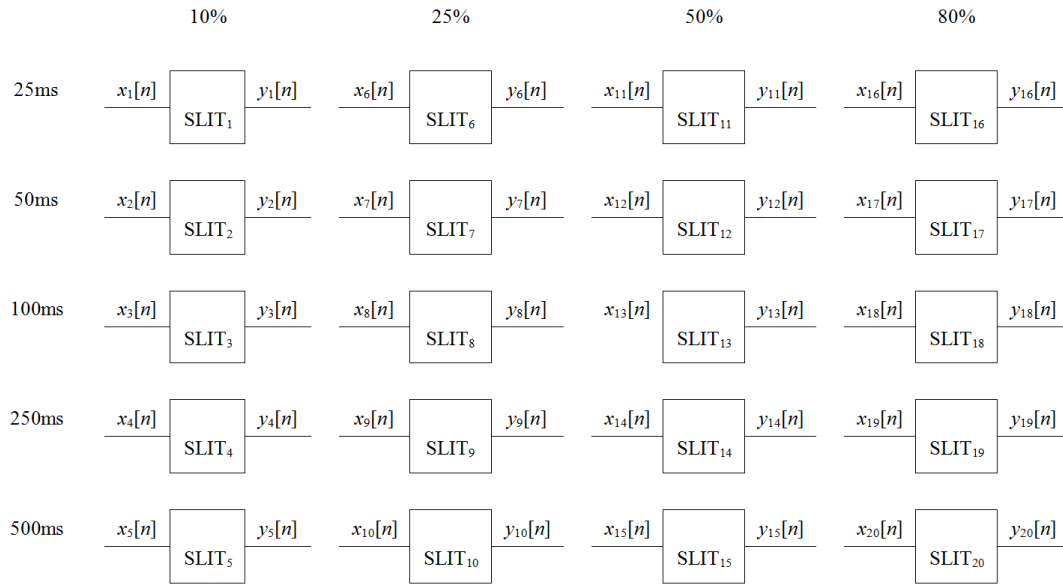 10% 25% 50% 80%
25ms x₁[n] y₁[n] x₆[n] y₆[n] x₁₁[n] y₁₁[n] x₁₆[n] y₁₆[n]
SLIT₁ SLIT₆ SLIT₁₁ SLIT₁₆
50ms x₂[n] y₂[n] x₇[n] y₇[n] x₁₂[n] y₁₂[n] x₁₇[n] y₁₇[n]
SLIT₂ SLIT₇ SLIT₁₂ SLIT₁₇
100ms x₃[n] y₃[n] x₈[n] y₈[n] x₁₃[n] y₁₃[n] x₁₈[n] y₁₈[n]
SLIT₃ SLIT₈ SLIT₁₃ SLIT₁₈
250ms x₄[n] y₄[n] x₉[n] y₉[n] x₁₄[n] y₁₄[n] x₁₉[n] y₁₉[n]
SLIT₄ SLIT₉ SLIT₁₄ SLIT₁₉
500ms x₅[n] y₅[n] x₁₀[n] y₁₀[n] x₁₅[n] y₁₅[n] x₂₀[n] y₂₀[n]
SLIT₅ SLIT₁₀ SLIT₁₅ SLIT₂₀